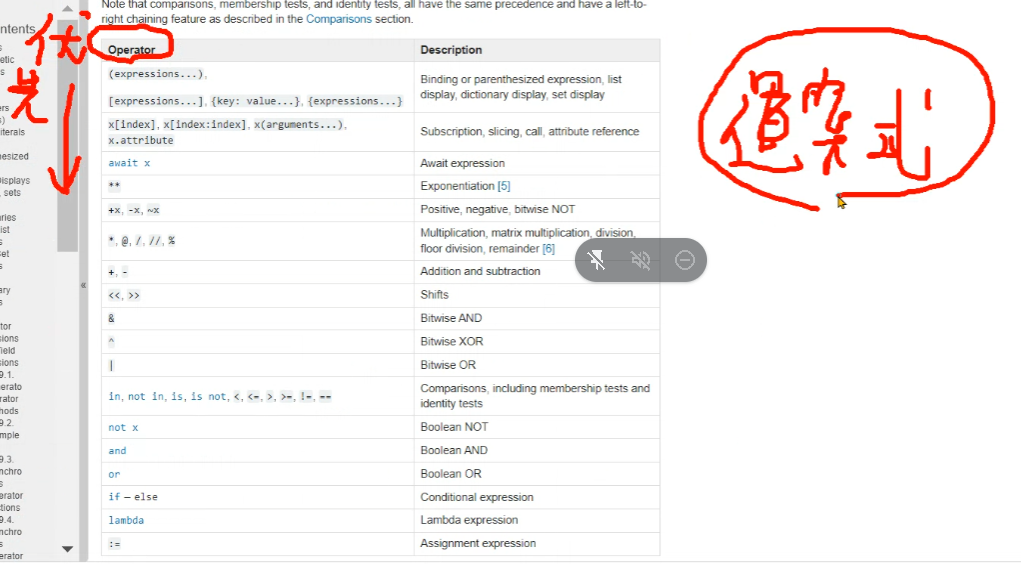 Note that comparisons, membership tests, and identity tests, all have the same precedence and have a left-to-
right chaining feature as described in the Comparisons section.
ntents
优
先
Operator Description
(expressions...),
[expressions...], {key: value...}, {expressions...}
Binding or parenthesized expression, list
display, dictionary display, set display
x[index], x[index:index], x(arguments...),
x.attribute
Subscription, slicing, call, attribute reference
await x Await expression
** Exponentiation [5]
+x, -x, ~x Positive, negative, bitwise NOT
*, @, /, //, % Multiplication, matrix multiplication, division,
floor division, remainder [6]
+, - Addition and subtraction
<<, >> Shifts
& Bitwise AND
^ Bitwise XOR
| Bitwise OR
in, not in, is, is not, <, <=, >, >=, !=, == Comparisons, including membership tests and
identity tests
not x Boolean NOT
and Boolean AND
or Boolean OR
if – else Conditional expression
lambda Lambda expression
:= Assignment expression
etic
s
ers
s)
iterals
esized
isplays
, sets
aries
ist
s
et
s
ary
s
tor
sions
ield
sions
9.1.
erato
rator
hods
9.2.
mple
9.3.
nchro
s
erator
tions
9.4.
nchro
s
erator
«